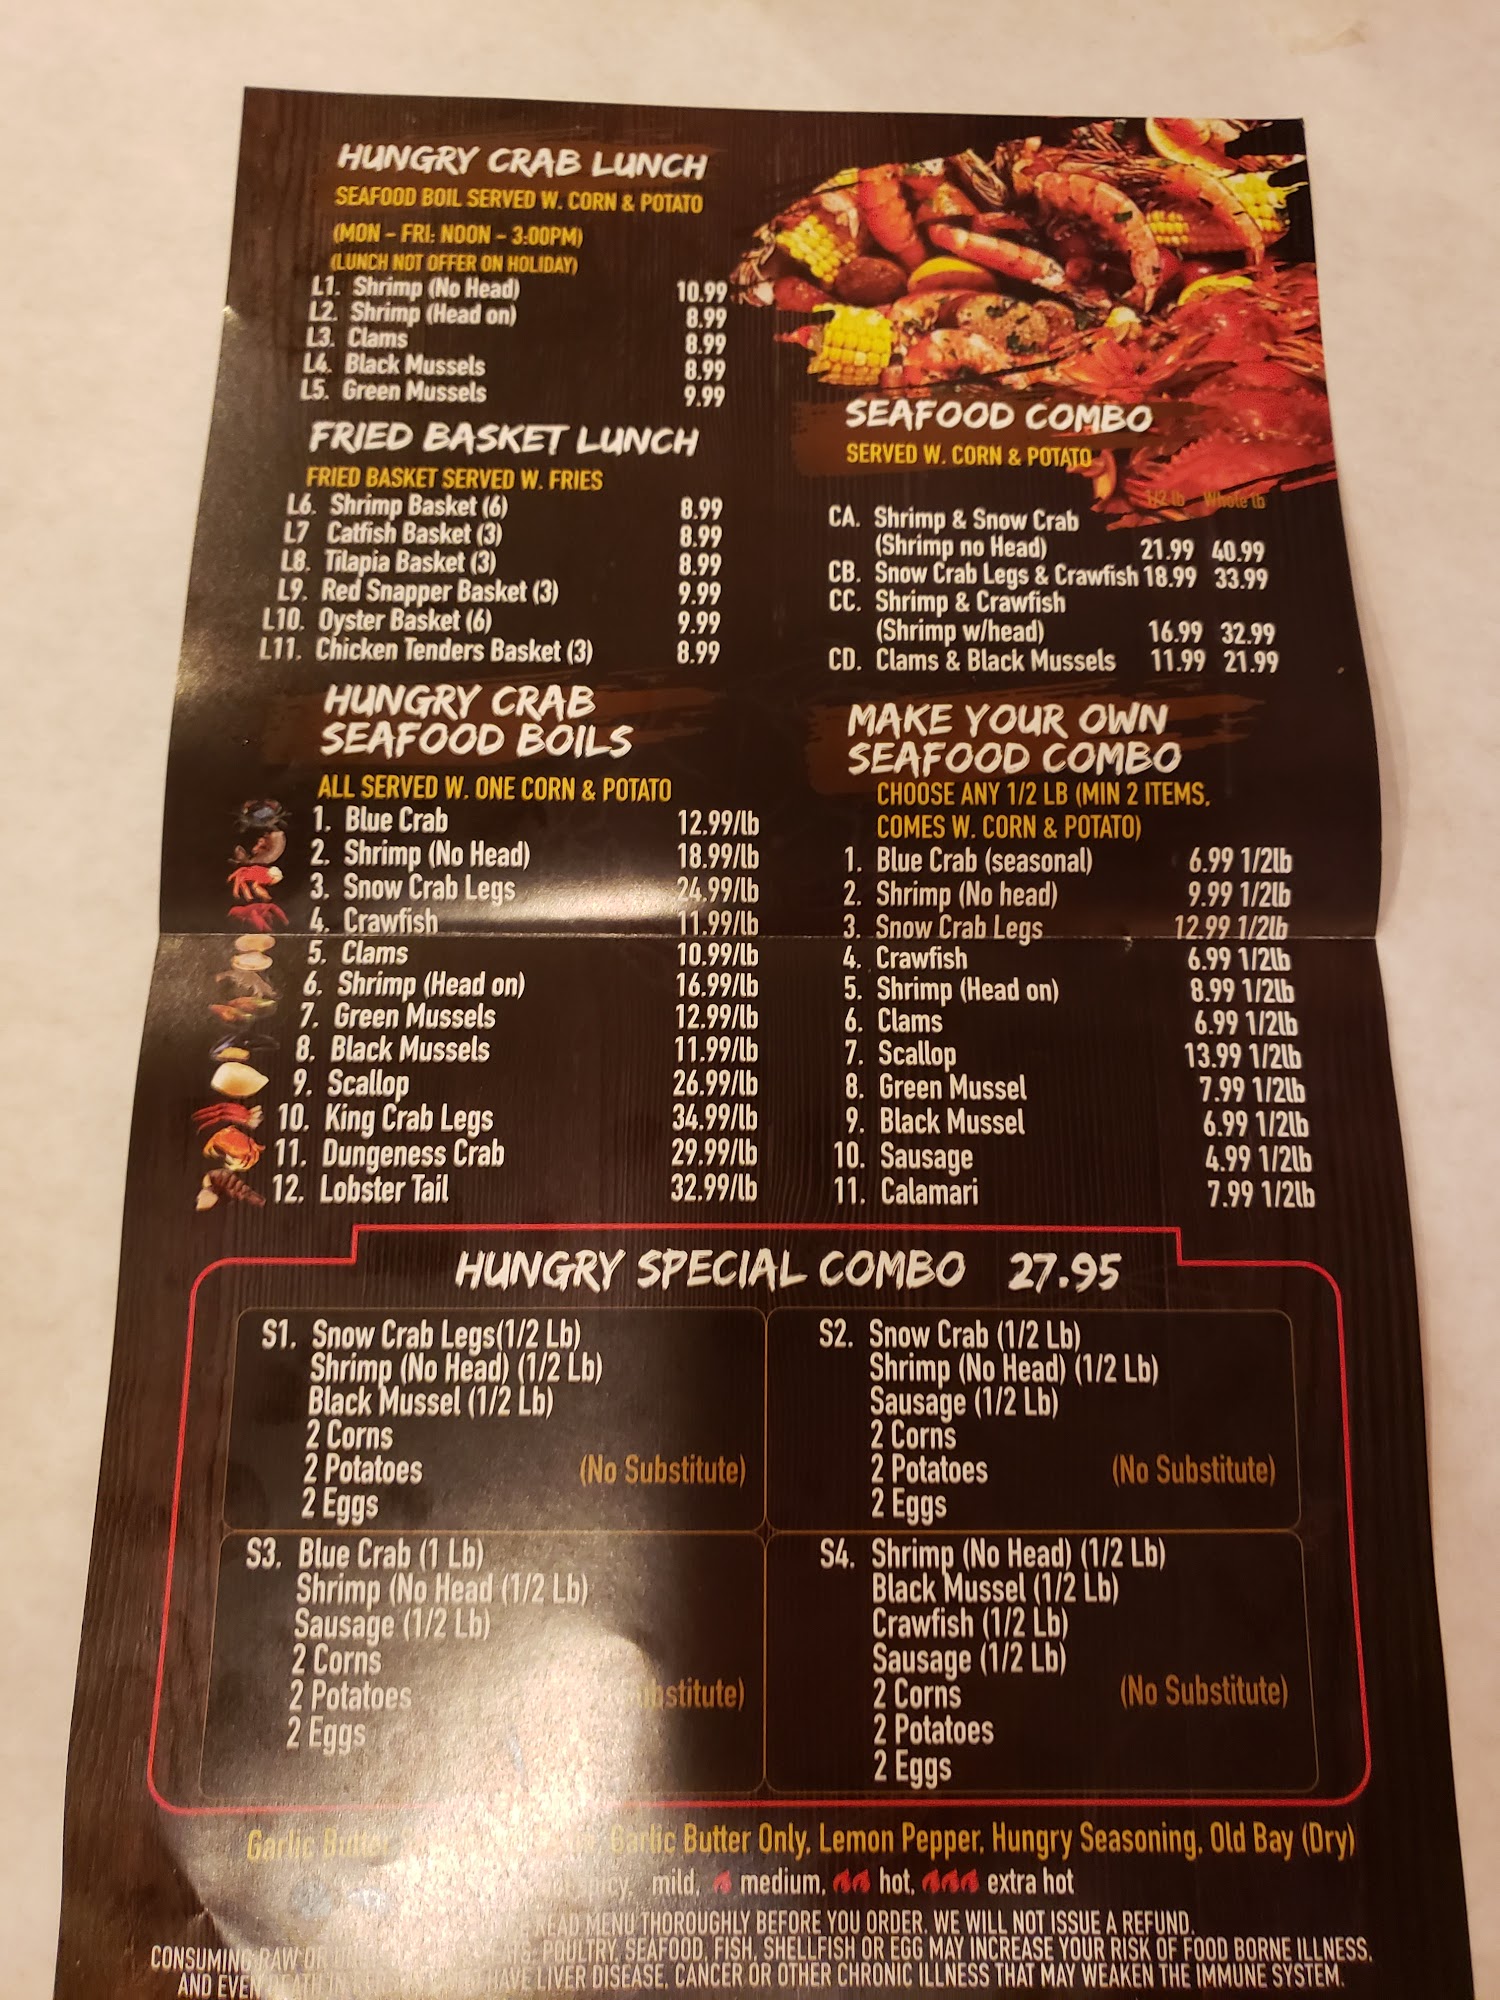 HUNGRY CRAB LUNCH
SEAFOOD BOIL SERVED W. CORN & POTATO
(MON - FRI: NOON - 3:00PM)
(LUNCH NOT OFFER ON HOLIDAY)
L1. Shrimp (No Head) 10.99
L2. Shrimp (Head on) 8.99
L3. Clams 8.99
L4. Black Mussels 8.99
L5. Green Mussels 9.99
FRIED BASKET LUNCH
FRIED BASKET SERVED W. FRIES
L6. Shrimp Basket (6) 8.99
L7 Catfish Basket (3) 8.99
L8. Tilapia Basket (3) 8.99
L9. Red Snapper Basket (3) 9.99
L10. Oyster Basket (6) 9.99
L11. Chicken Tenders Basket (3) 8.99
HUNGRY CRAB
SEAFOOD BOILS
ALL SERVED W. ONE CORN & POTATO
1. Blue Crab 12.99/lb
2. Shrimp (No Head) 18.99/lb
3. Snow Crab Legs 24.99/lb
4. Crawfish 11.99/lb
5. Clams 10.99/lb
6. Shrimp (Head on) 16.99/lb
7. Green Mussels 12.99/lb
8. Black Mussels 11.99/lb
9. Scallop 26.99/lb
10. King Crab Legs 34.99/lb
11. Dungeness Crab 29.99/lb
12. Lobster Tail 32.99/lb
SEAFOOD COMBO
SERVED W. CORN & POTATO
1/2 lb Whole lb
CA. Shrimp & Snow Crab
(Shrimp no Head) 21.99 40.99
CB. Snow Crab Legs & Crawfish 18.99 33.99
CC. Shrimp & Crawfish
(Shrimp w/head) 16.99 32.99
CD. Clams & Black Mussels 11.99 21.99
MAKE YOUR OWN
SEAFOOD COMBO
CHOOSE ANY 1/2 LB (MIN 2 ITEMS,
COMES W. CORN & POTATO)
1. Blue Crab (seasonal) 6.99 1/2lb
2. Shrimp (No head) 9.99 1/2lb
3. Snow Crab Legs 12.99 1/2lb
4. Crawfish 6.99 1/2lb
5. Shrimp (Head on) 8.99 1/2lb
6. Clams 6.99 1/2lb
7. Scallop 13.99 1/2lb
8. Green Mussel 7.99 1/2lb
9. Black Mussel 6.99 1/2lb
10. Sausage 4.99 1/2lb
11. Calamari 7.99 1/2lb
HUNGRY SPECIAL COMBO 27.95
S1. Snow Crab Legs(1/2 Lb)
Shrimp (No Head) (1/2 Lb)
Black Mussel (1/2 Lb)
2 Corns
2 Potatoes (No Substitute)
2 Eggs
S2. Snow Crab (1/2 Lb)
Shrimp (No Head) (1/2 Lb)
Sausage (1/2 Lb)
2 Corns
2 Potatoes (No Substitute)
2 Eggs
S3. Blue Crab (1 Lb)
Shrimp (No Head (1/2 Lb)
Sausage (1/2 Lb)
2 Corns
2 Potatoes
2 Eggs
S4. Shrimp (No Head) (1/2 Lb)
Black Mussel (1/2 Lb)
Crawfish (1/2 Lb)
Sausage (1/2 Lb)
2 Corns (No Substitute)
2 Potatoes
2 Eggs
Garlic Butter Garlic Butter Only, Lemon Pepper, Hungry Seasoning, Old Bay (Dry)
mild, medium, hot, extra hot
READ MENU THOROUGHLY BEFORE YOU ORDER. WE WILL NOT ISSUE A REFUND.
CONSUMING RAW OR POULTRY, SEAFOOD, FISH, SHELLFISH OR EGG MAY INCREASE YOUR RISK OF FOOD BORNE ILLNESS,
AND EVEN HAVE LIVER DISEASE, CANCER OR OTHER CHRONIC ILLNESS THAT MAY WEAKEN THE IMMUNE SYSTEM.